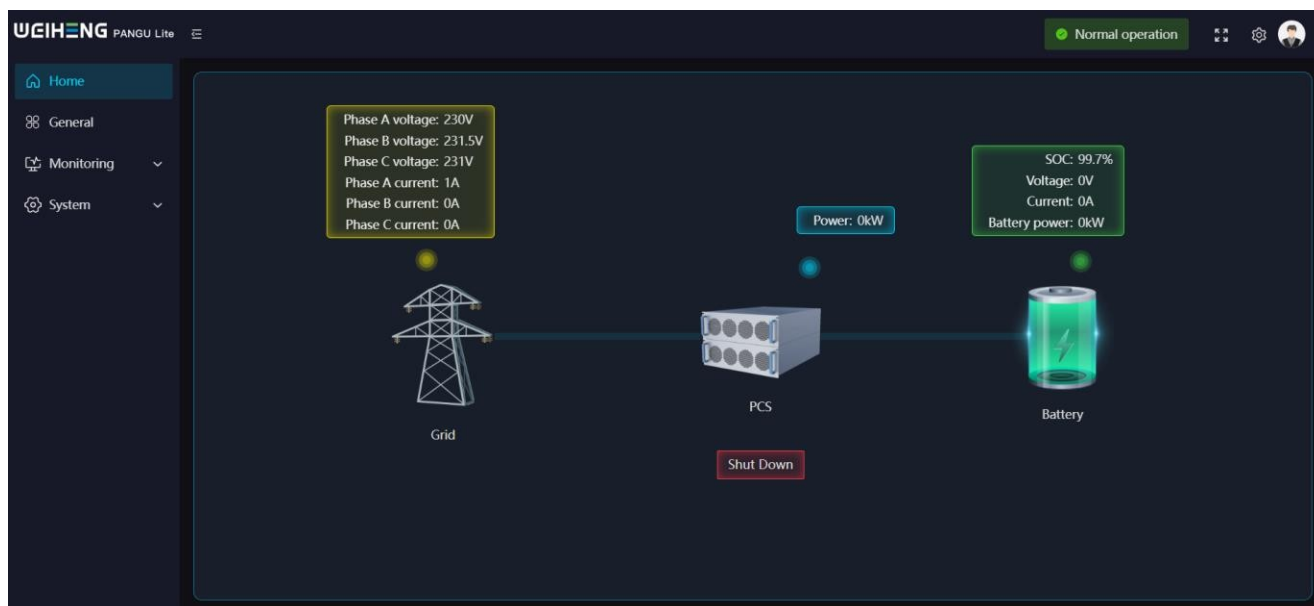 WEIHENG PANGU Lite
Normal operation
Home
General
Monitoring
System
Phase A voltage: 230V
Phase B voltage: 231.5V
Phase C voltage: 231V
Phase A current: 1A
Phase B current: 0A
Phase C current: 0A
Power: 0kW
SOC: 99.7%
Voltage: 0V
Current: 0A
Battery power: 0kW
Grid
PCS
Battery
Shut Down